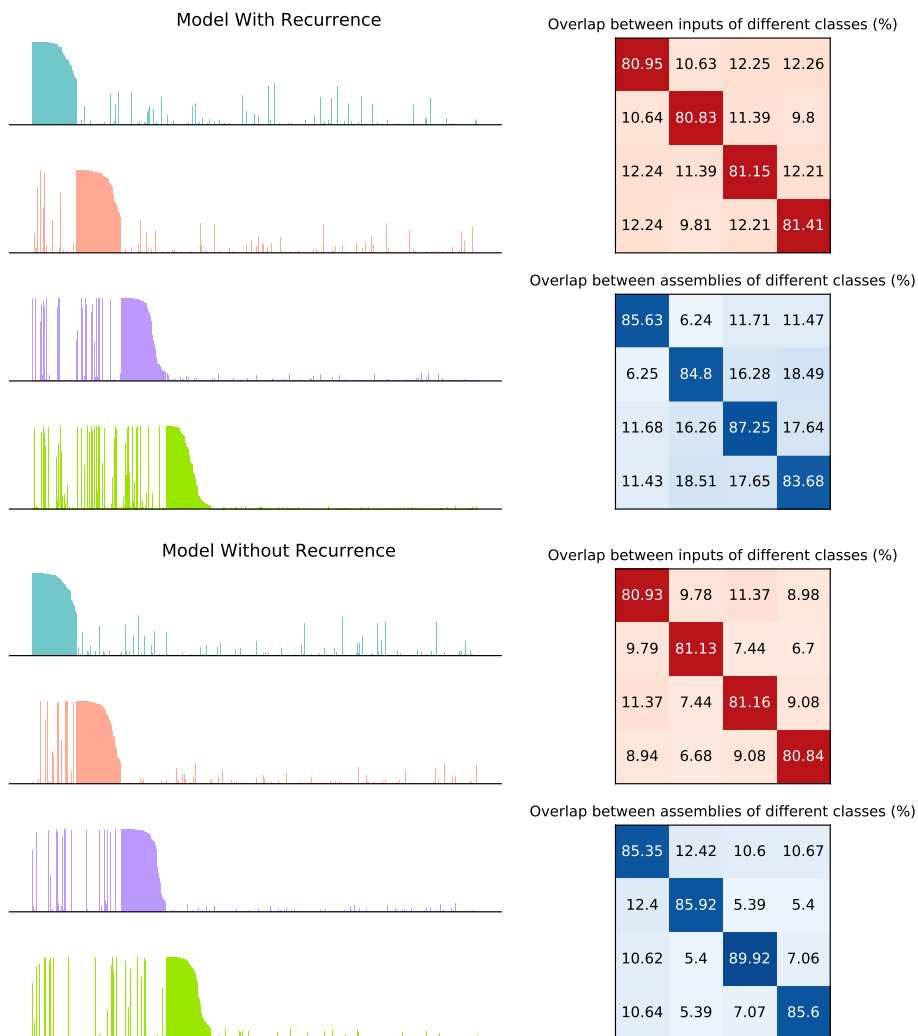 Model With Recurrence
Overlap between inputs of different classes (%)
80.95 10.63 12.25 12.26
10.64 80.83 11.39 9.8
12.24 11.39 81.15 12.21
12.24 9.81 12.21 81.41
Overlap between assemblies of different classes (%)
85.63 6.24 11.71 11.47
6.25 84.8 16.28 18.49
11.68 16.26 87.25 17.64
11.43 18.51 17.65 83.68
Model Without Recurrence
Overlap between inputs of different classes (%)
80.93 9.78 11.37 8.98
9.79 81.13 7.44 6.7
11.37 7.44 81.16 9.08
8.94 6.68 9.08 80.84
Overlap between assemblies of different classes (%)
85.35 12.42 10.6 10.67
12.4 85.92 5.39 5.4
10.62 5.4 89.92 7.06
10.64 5.39 7.07 85.6